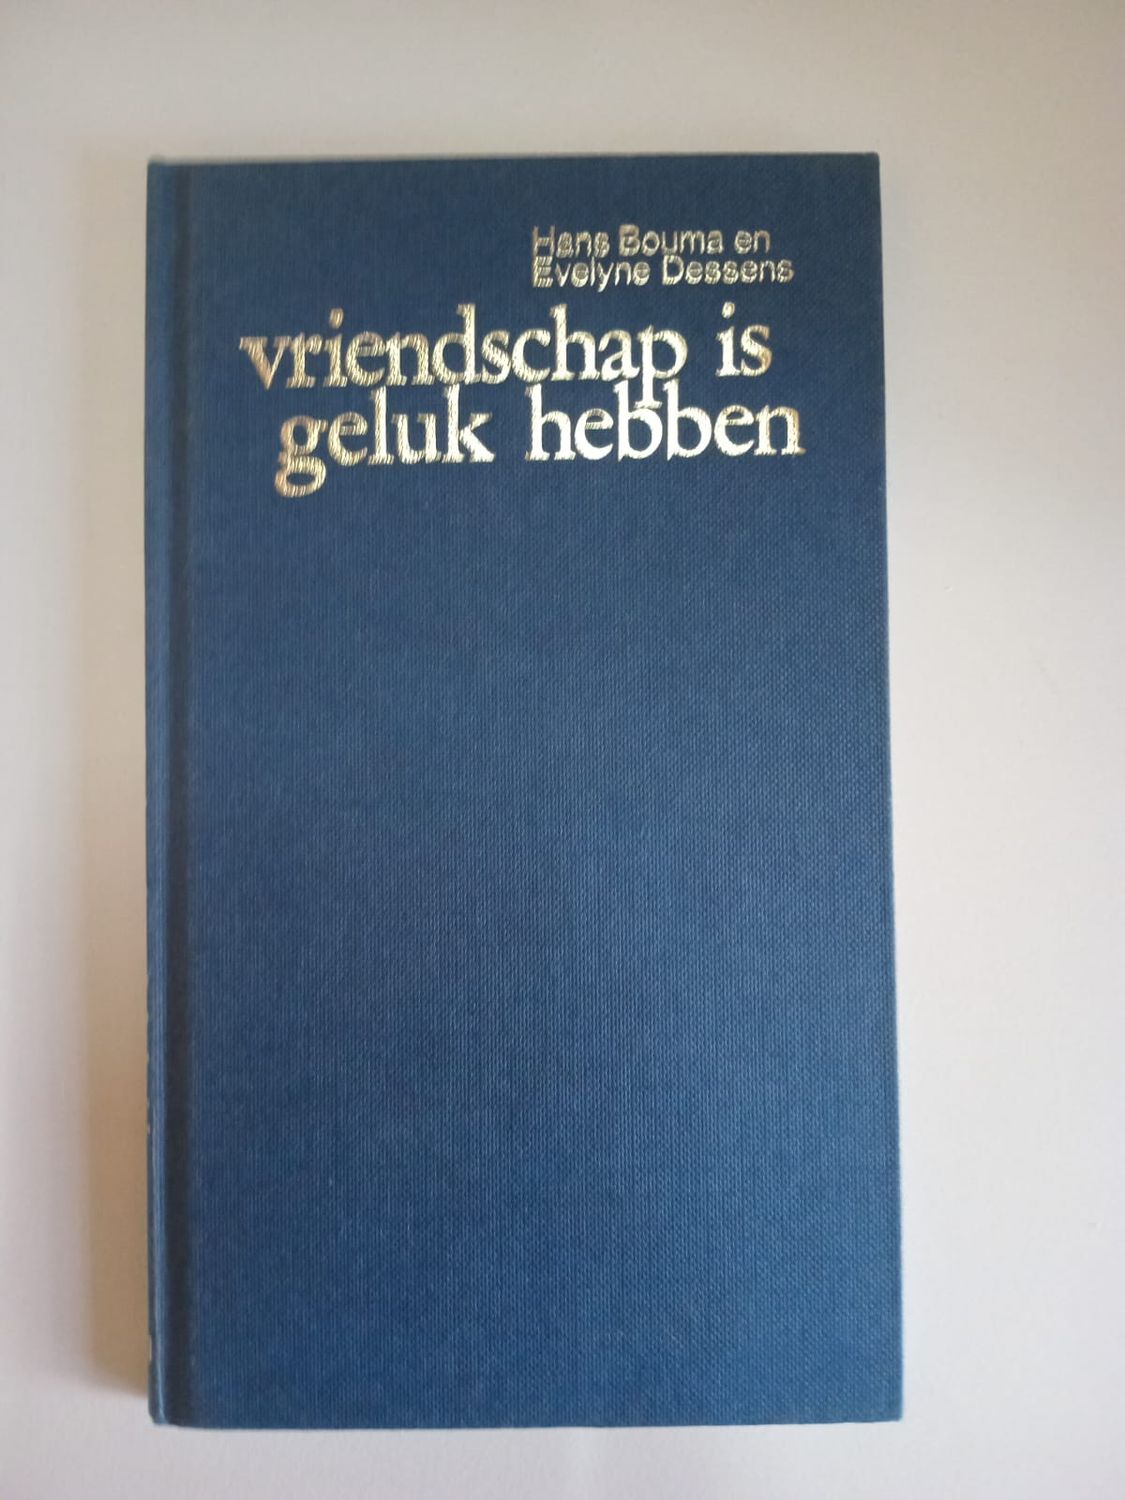 Hans Bouma en
Evelyne Dessens
vriendschap is
geluk hebben